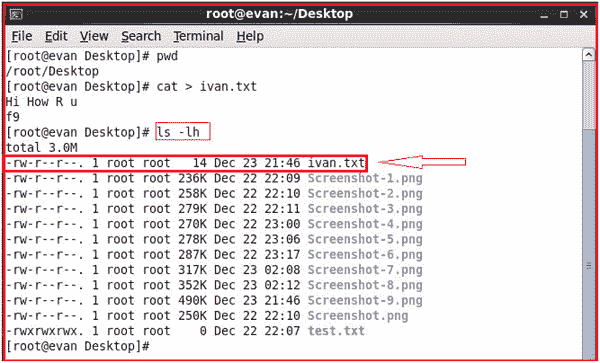 root@evan:~/Desktop
File Edit View Search Terminal Help
[root@evan Desktop]# pwd
/root/Desktop
[root@evan Desktop]# cat > ivan.txt
Hi How R u
f9
[root@evan Desktop]# ls -lh
total 3.0M
-rw-r--r--. 1 root root   14 Dec 23 21:46 ivan.txt
-rw-r--r--. 1 root root 236K Dec 22 22:09 Screenshot-1.png
-rw-r--r--. 1 root root 258K Dec 22 22:10 Screenshot-2.png
-rw-r--r--. 1 root root 279K Dec 22 22:11 Screenshot-3.png
-rw-r--r--. 1 root root 270K Dec 22 23:00 Screenshot-4.png
-rw-r--r--. 1 root root 278K Dec 22 23:06 Screenshot-5.png
-rw-r--r--. 1 root root 287K Dec 22 23:17 Screenshot-6.png
-rw-r--r--. 1 root root 317K Dec 23 02:08 Screenshot-7.png
-rw-r--r--. 1 root root 352K Dec 23 02:12 Screenshot-8.png
-rw-r--r--. 1 root root 490K Dec 23 21:46 Screenshot-9.png
-rw-r--r--. 1 root root 250K Dec 22 22:10 Screenshot.png
-rwxrwxrwx. 1 root root    0 Dec 22 22:07 test.txt
[root@evan Desktop]#